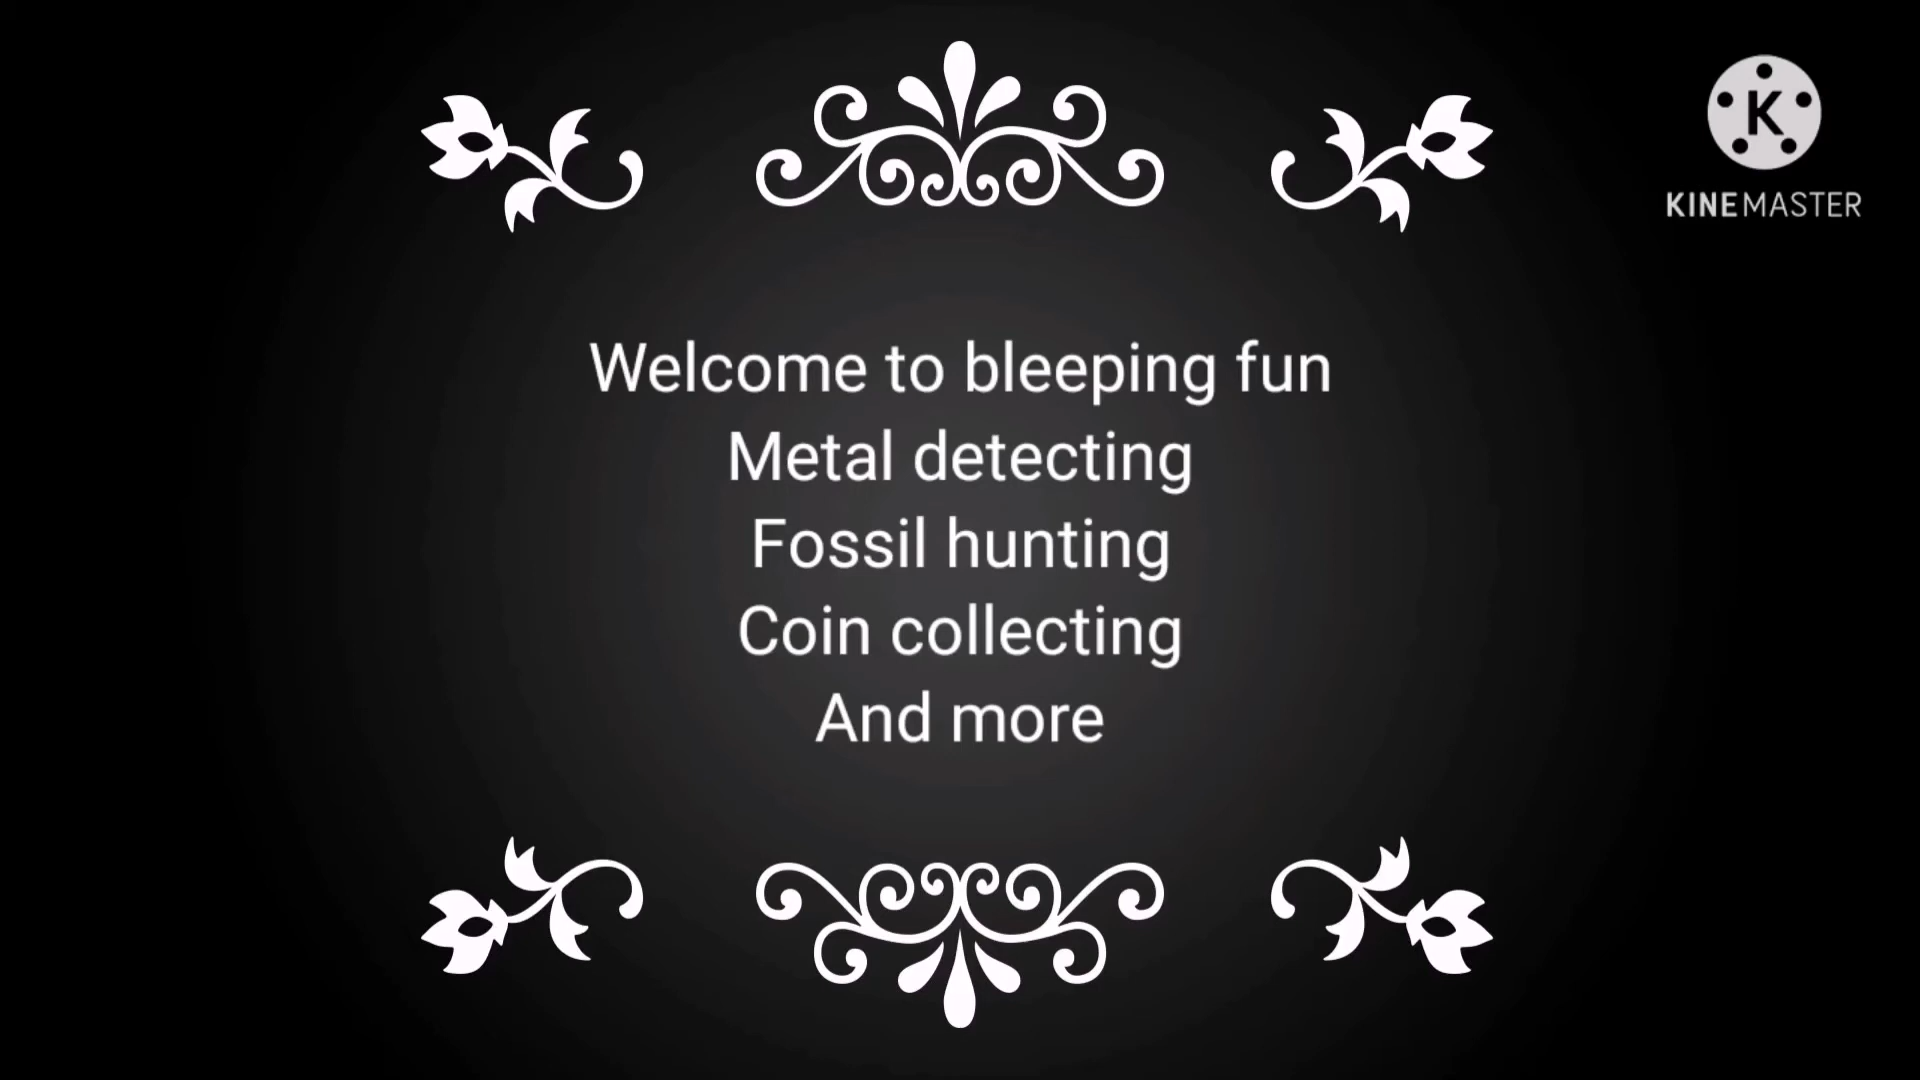 K
KINEMASTER
Welcome to bleeping fun
Metal detecting
Fossil hunting
Coin collecting
And more